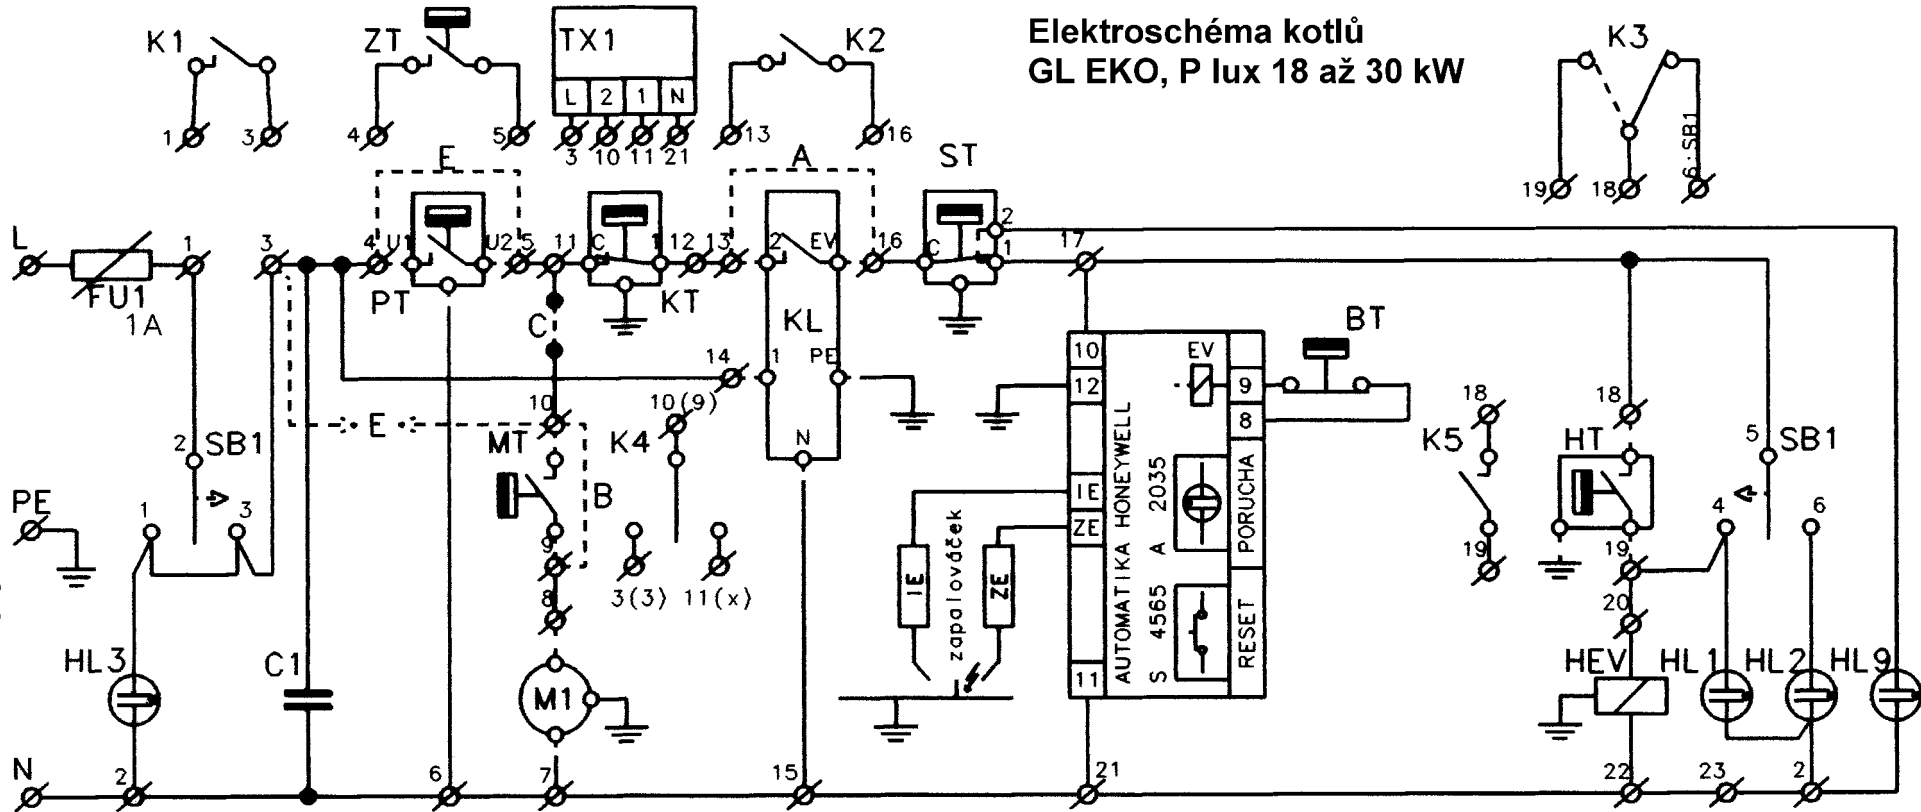 Elektroschéma kotlů
GL EKO, P lux 18 až 30 kW
K1
ZT
TX1
K2
K3
L 2 1 N
1 3 4 5 3 10 11 21 13 16
6:SB1
19 18
E
A
ST
L
1 3 4 U1 U2 5 11 C 1 12 13 2 EV 16 C 1 2 17
FU1
1A
PT
KT
C
KL
14 1 PE
BT
10
12
EV
9
8
18
18
10
10(9)
E
MT
K4
N
K5
HT
5
SB1
2
SB1
B
PE
1
3
IE
ZE
9
8
3(3) 11(x)
19
19
20
4
6
IE
zapalováček
ZE
AUTOMATIKA HONEYWELL
S 4565 A 2035
PORUCHA
RESET
11
HL3
C1
M1
HEV
HL1
HL2
HL9
N
2
6
7
15
21
22
23
2